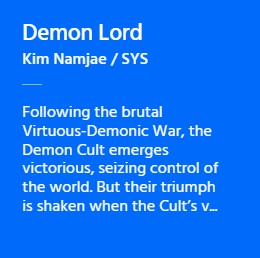 Demon Lord
Kim Namjae / SYS
Following the brutal
Virtuous-Demonic War, the
Demon Cult emerges
victorious, seizing control of
the world. But their triumph
is shaken when the Cult’s v...